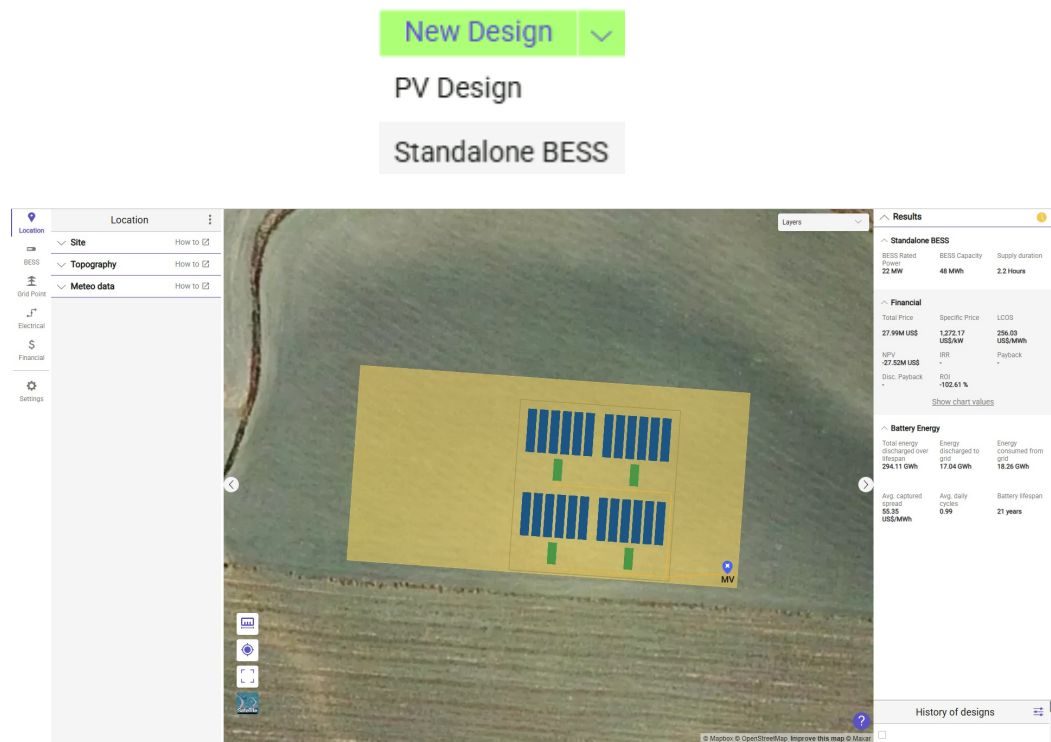 New Design
PV Design
Standalone BESS
Location
BESS
Grid Point
Electrical
$
Financial
Settings
Location
Site How to
Topography How to
Meteo data How to
Layers
MV
Satellite
?
© Mapbox © OpenStreetMap Improve this map © Maxar
Results
Standalone BESS
BESS Rated Power BESS Capacity Supply duration
22 MW 48 MWh 2.2 Hours
Financial
Total Price Specific Price LCOS
27.99M US$ 1,272.17 US$/kW 256.03 US$/MWh
NPV IRR Payback
-27.52M US$ - -
Disc. Payback ROI
- -102.61 %
Show chart values
Battery Energy
Total energy discharged over lifespan Energy discharged to grid Energy consumed from grid
294.11 GWh 17.04 GWh 18.26 GWh
Avg. captured spread Avg. daily cycles Battery lifespan
55.35 US$/MWh 0.99 21 years
History of designs